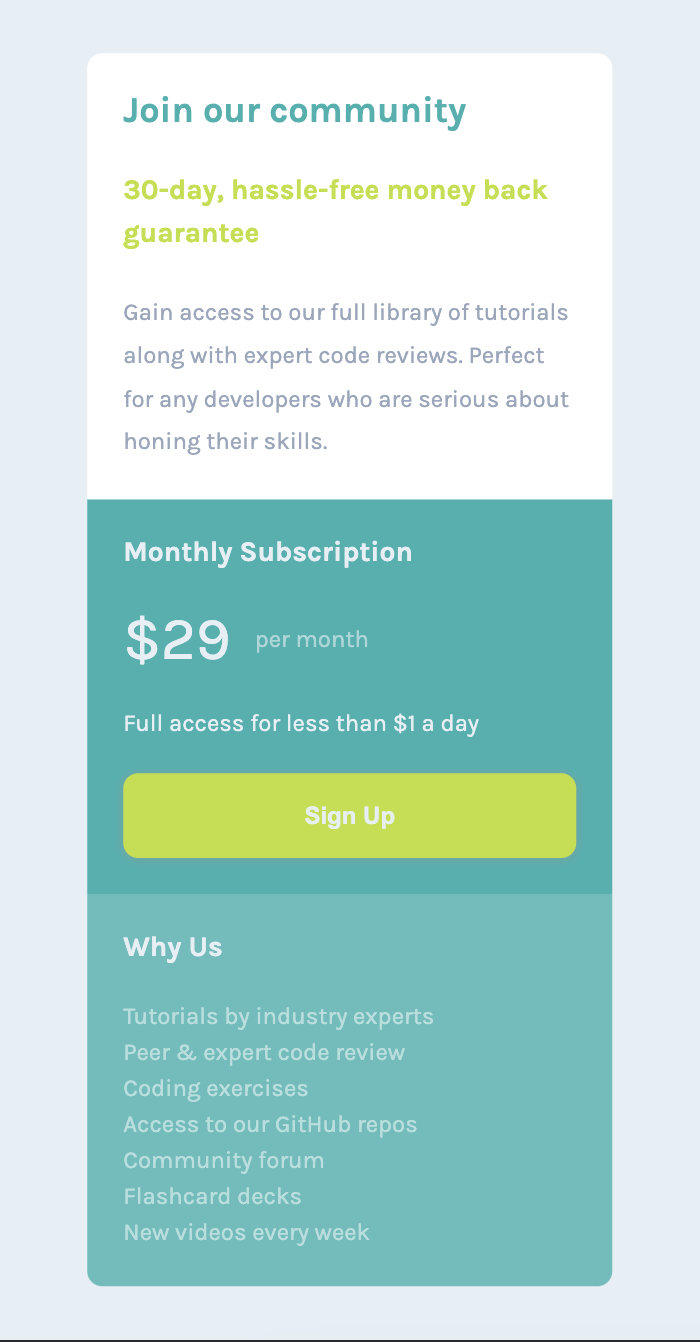 Join our community
30-day, hassle-free money back
guarantee
Gain access to our full library of tutorials
along with expert code reviews. Perfect
for any developers who are serious about
honing their skills.
Monthly Subscription
$29 per month
Full access for less than $1 a day
Sign Up
Why Us
Tutorials by industry experts
Peer & expert code review
Coding exercises
Access to our GitHub repos
Community forum
Flashcard decks
New videos every week